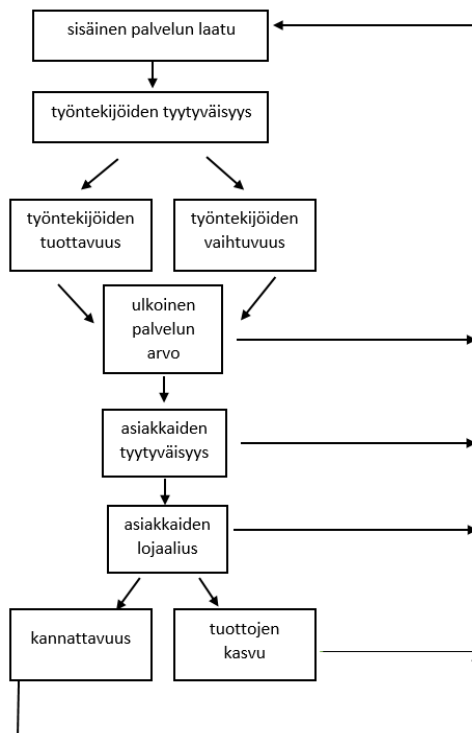 sisäinen palvelun laatu
työntekijöiden tyytyväisyys
työntekijöiden
tuottavuus
työntekijöiden
vaihtuvuus
ulkoinen
palvelun
arvo
asiakkaiden
tyytyväisyys
asiakkaiden
lojaalius
kannattavuus
tuottojen
kasvu